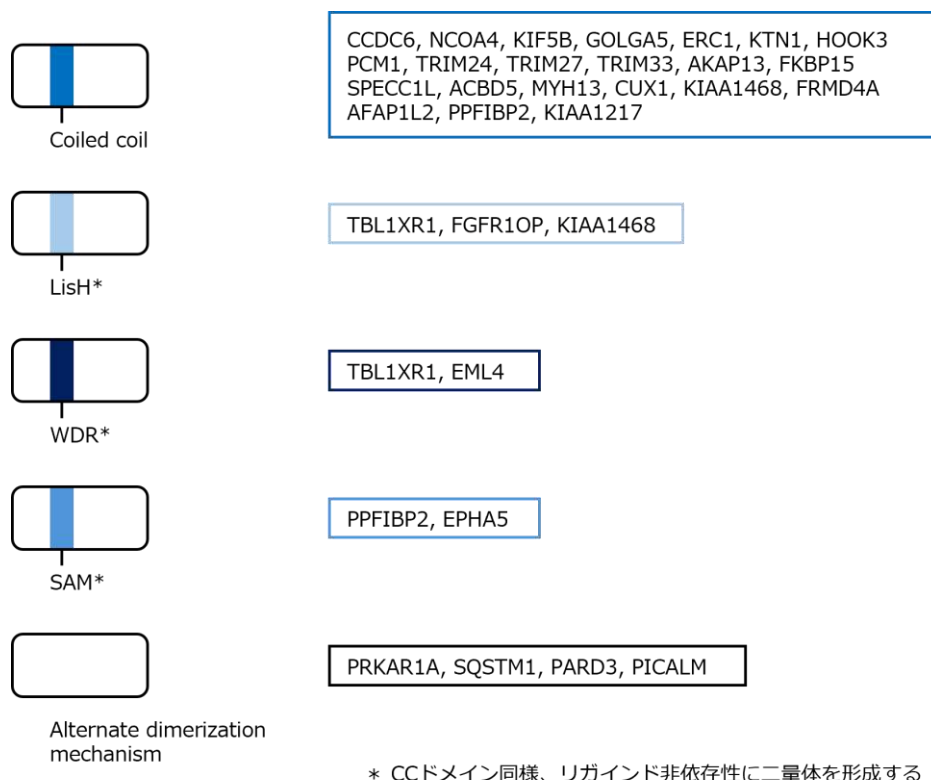 CCDC6, NCOA4, KIF5B, GOLGA5, ERC1, KTN1, HOOK3
PCM1, TRIM24, TRIM27, TRIM33, AKAP13, FKBP15
SPECC1L, ACBD5, MYH13, CUX1, KIAA1468, FRMD4A
AFAP1L2, PPFIBP2, KIAA1217
Coiled coil
TBL1XR1, FGFR1OP, KIAA1468
LisH*
TBL1XR1, EML4
WDR*
PPFIBP2, EPHA5
SAM*
PRKAR1A, SQSTM1, PARD3, PICALM
Alternate dimerization
mechanism
* CCドメイン同様、リガインド非依存性に二量体を形成する